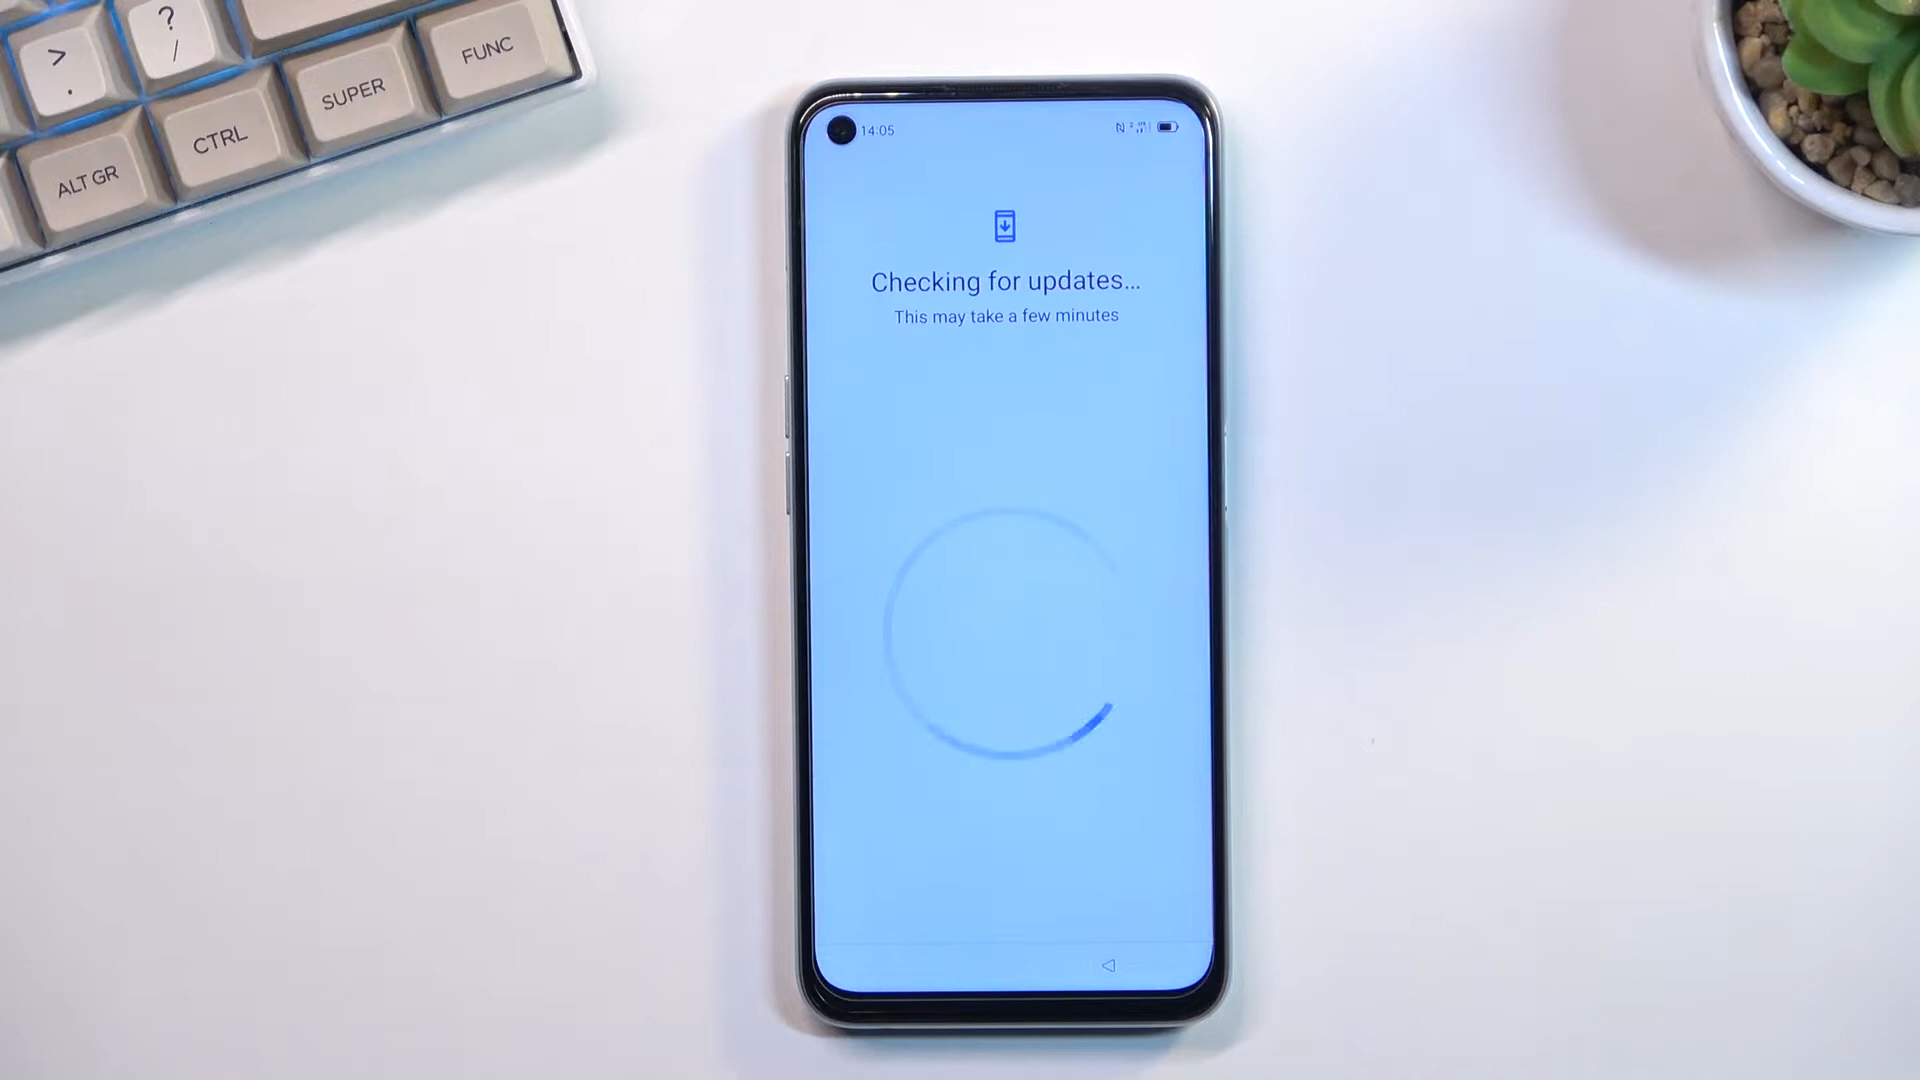 > ?
. /
FUNC
SUPER
CTRL
ALT GR
14:05
Checking for updates...
This may take a few minutes